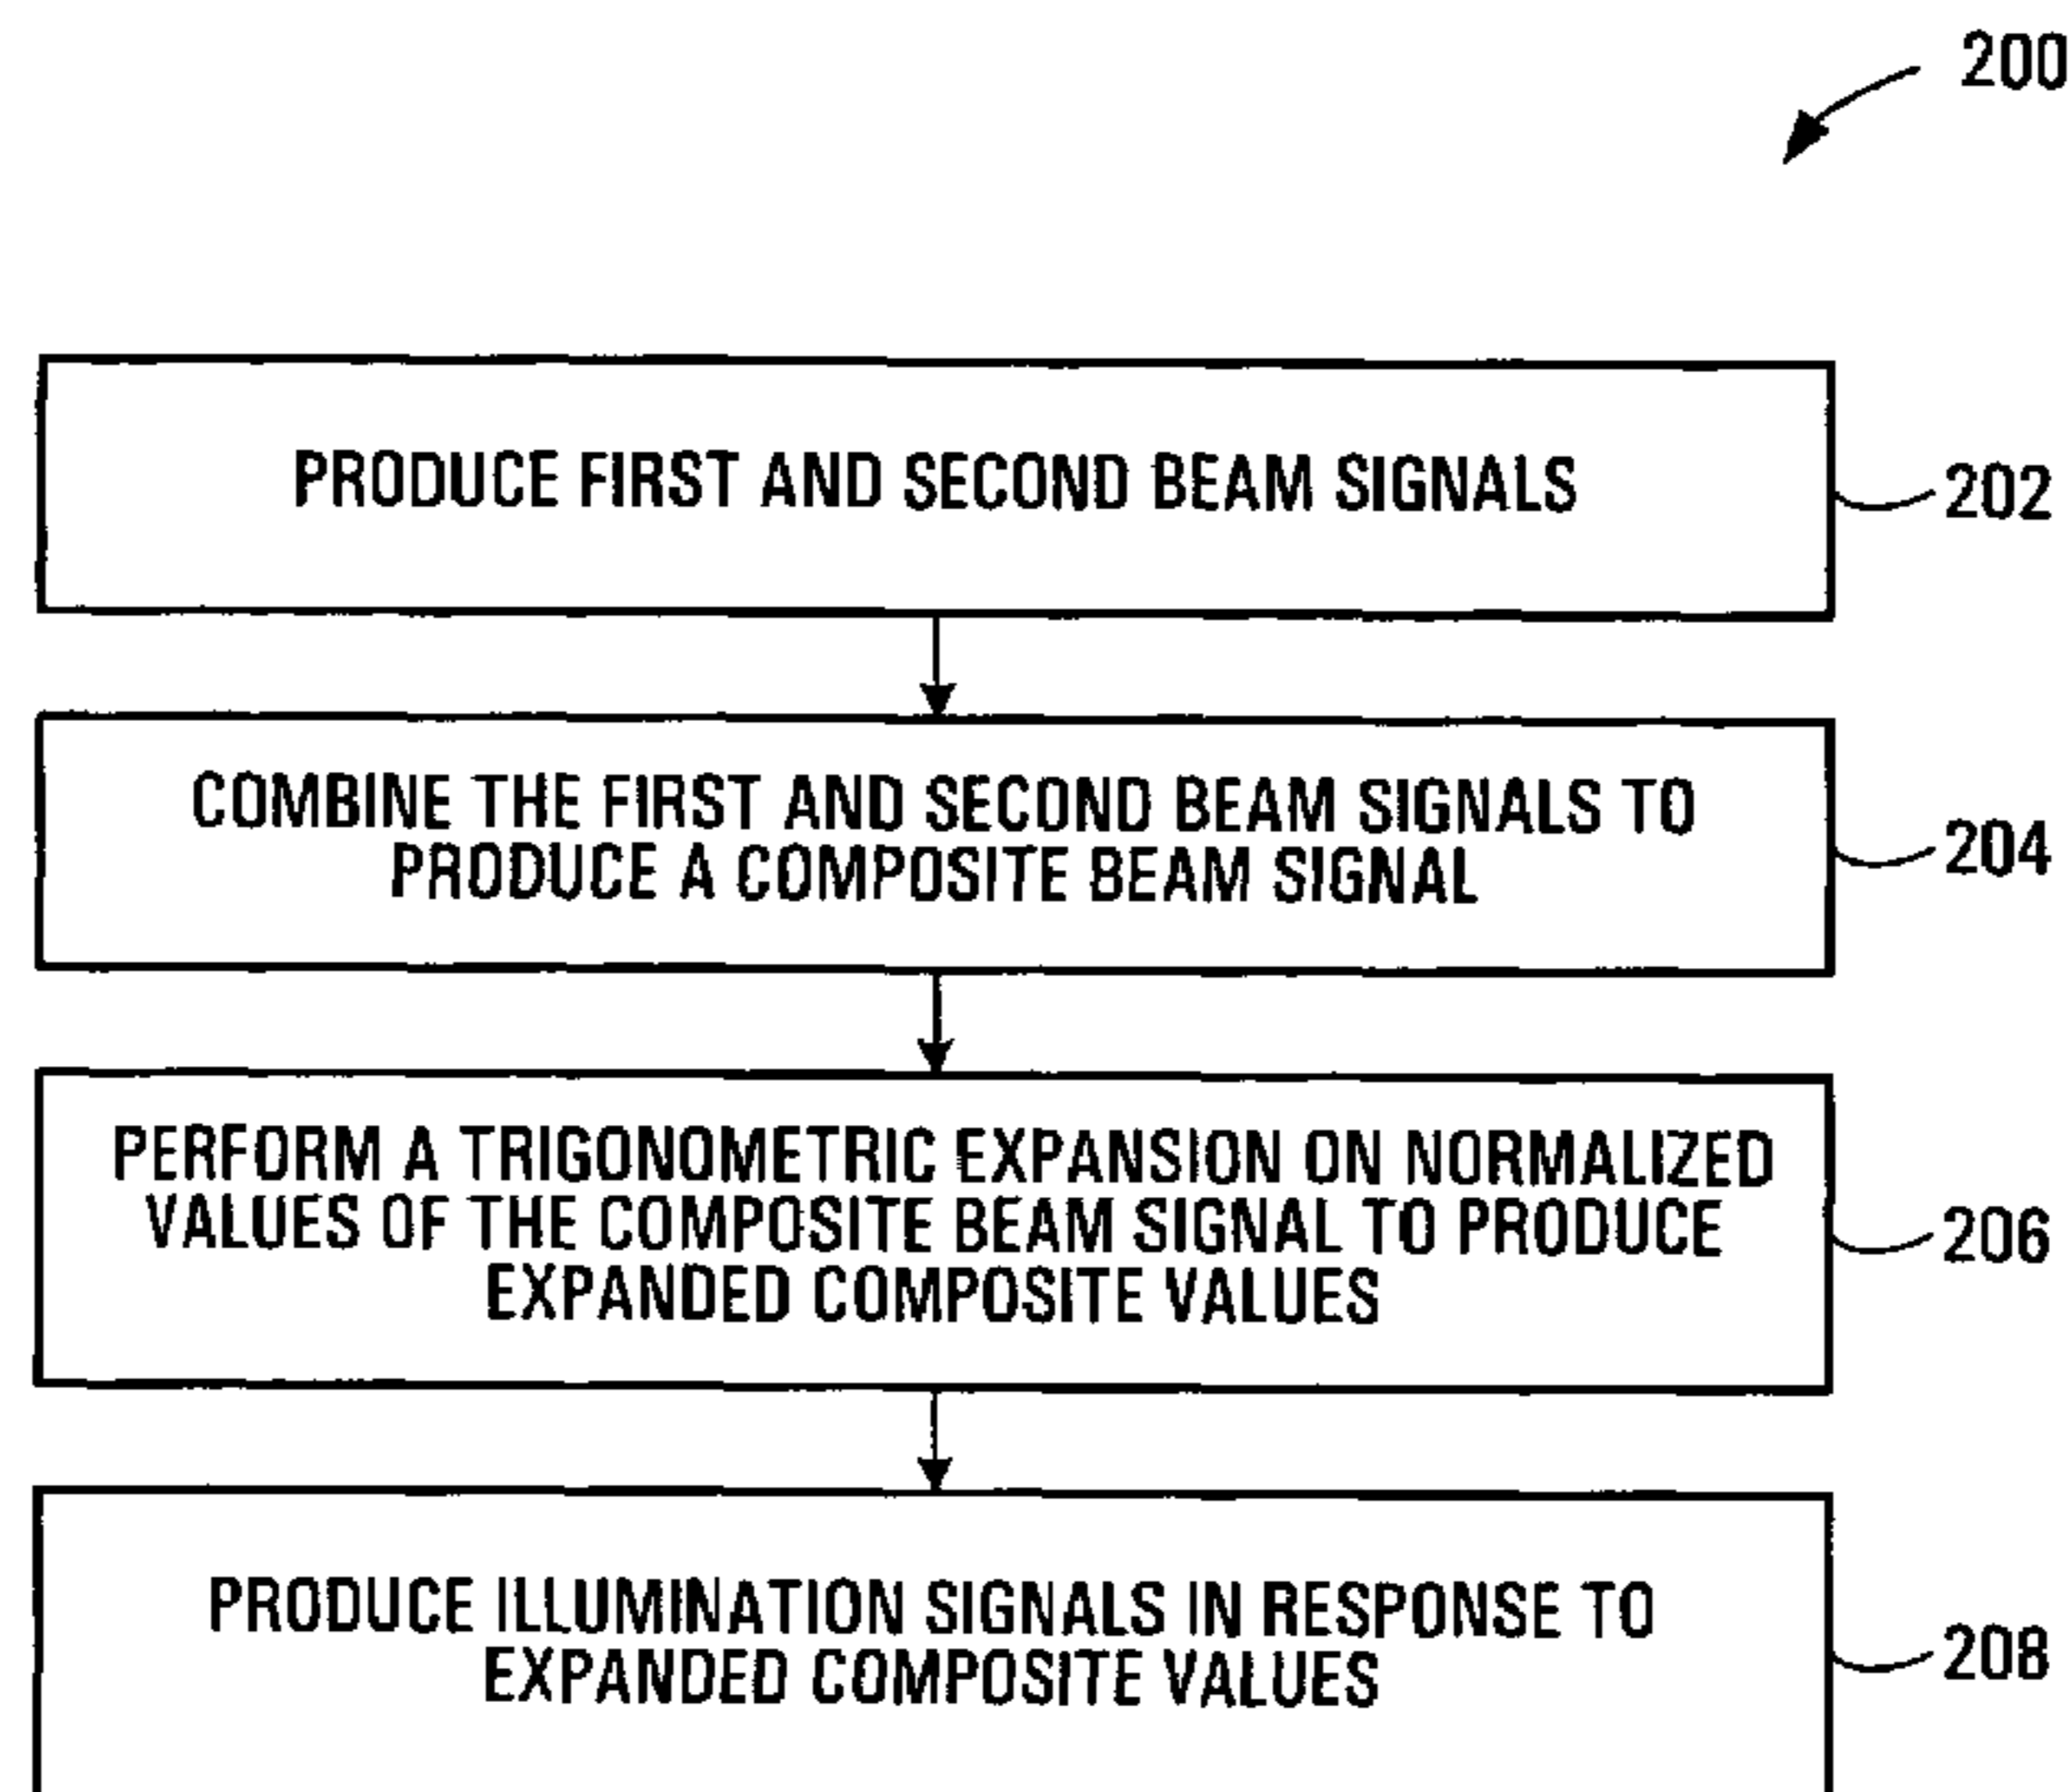 200
PRODUCE FIRST AND SECOND BEAM SIGNALS
202
COMBINE THE FIRST AND SECOND BEAM SIGNALS TO
PRODUCE A COMPOSITE BEAM SIGNAL
204
PERFORM A TRIGONOMETRIC EXPANSION ON NORMALIZED
VALUES OF THE COMPOSITE BEAM SIGNAL TO PRODUCE
EXPANDED COMPOSITE VALUES
206
PRODUCE ILLUMINATION SIGNALS IN RESPONSE TO
EXPANDED COMPOSITE VALUES
208